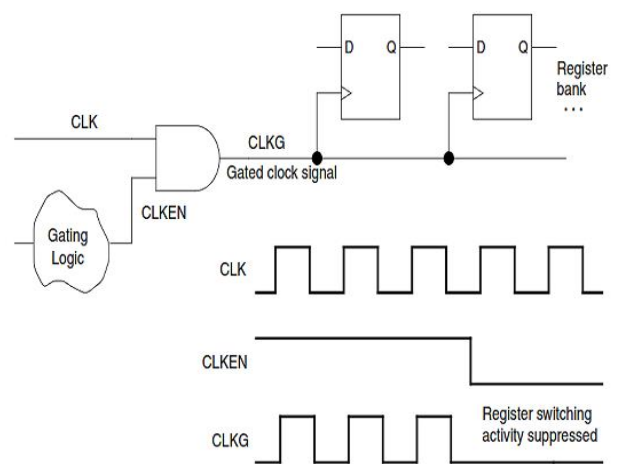 D Q
D Q
Register
bank
...
CLK
CLKG
Gated clock signal
CLKEN
Gating
Logic
CLK
CLKEN
Register switching
activity suppressed
CLKG